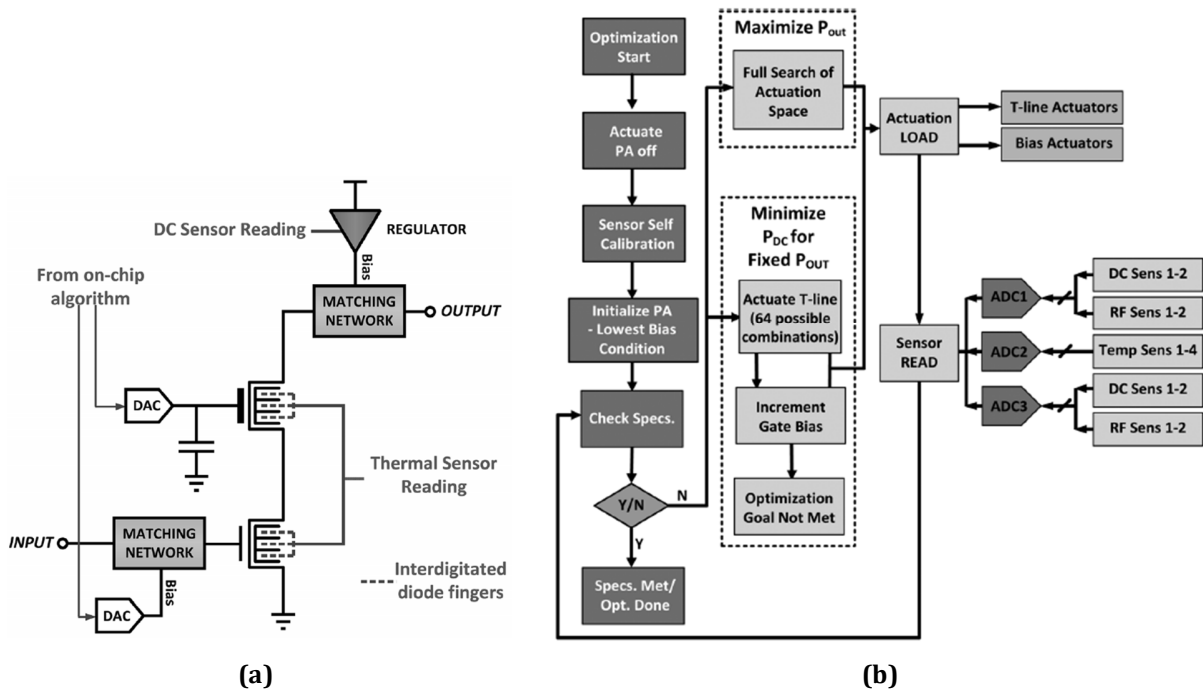 DC Sensor Reading
REGULATOR
Bias
From on-chip
algorithm
MATCHING
NETWORK
OUTPUT
DAC
Thermal Sensor
Reading
INPUT
MATCHING
NETWORK
Bias
DAC
Interdigitated
diode fingers
(a)
Optimization
Start
Actuate
PA off
Sensor Self
Calibration
Initialize PA
- Lowest Bias
Condition
Check Specs.
Y/N
N
Y
Specs. Met/
Opt. Done
Maximize Pout
Full Search of
Actuation
Space
Minimize
PDC for
Fixed POUT
Actuate T-line
(64 possible
combinations)
Increment
Gate Bias
Optimization
Goal Not Met
Actuation
LOAD
T-line Actuators
Bias Actuators
Sensor
READ
ADC1
ADC2
ADC3
DC Sens 1-2
RF Sens 1-2
Temp Sens 1-4
DC Sens 1-2
RF Sens 1-2
(b)